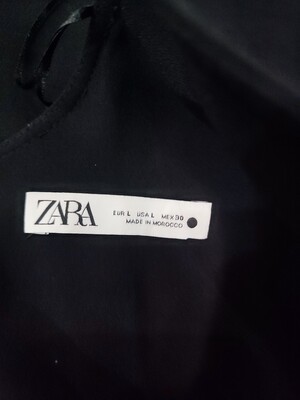 ZARA
EUR L USA L MEX 30
MADE IN MOROCCO